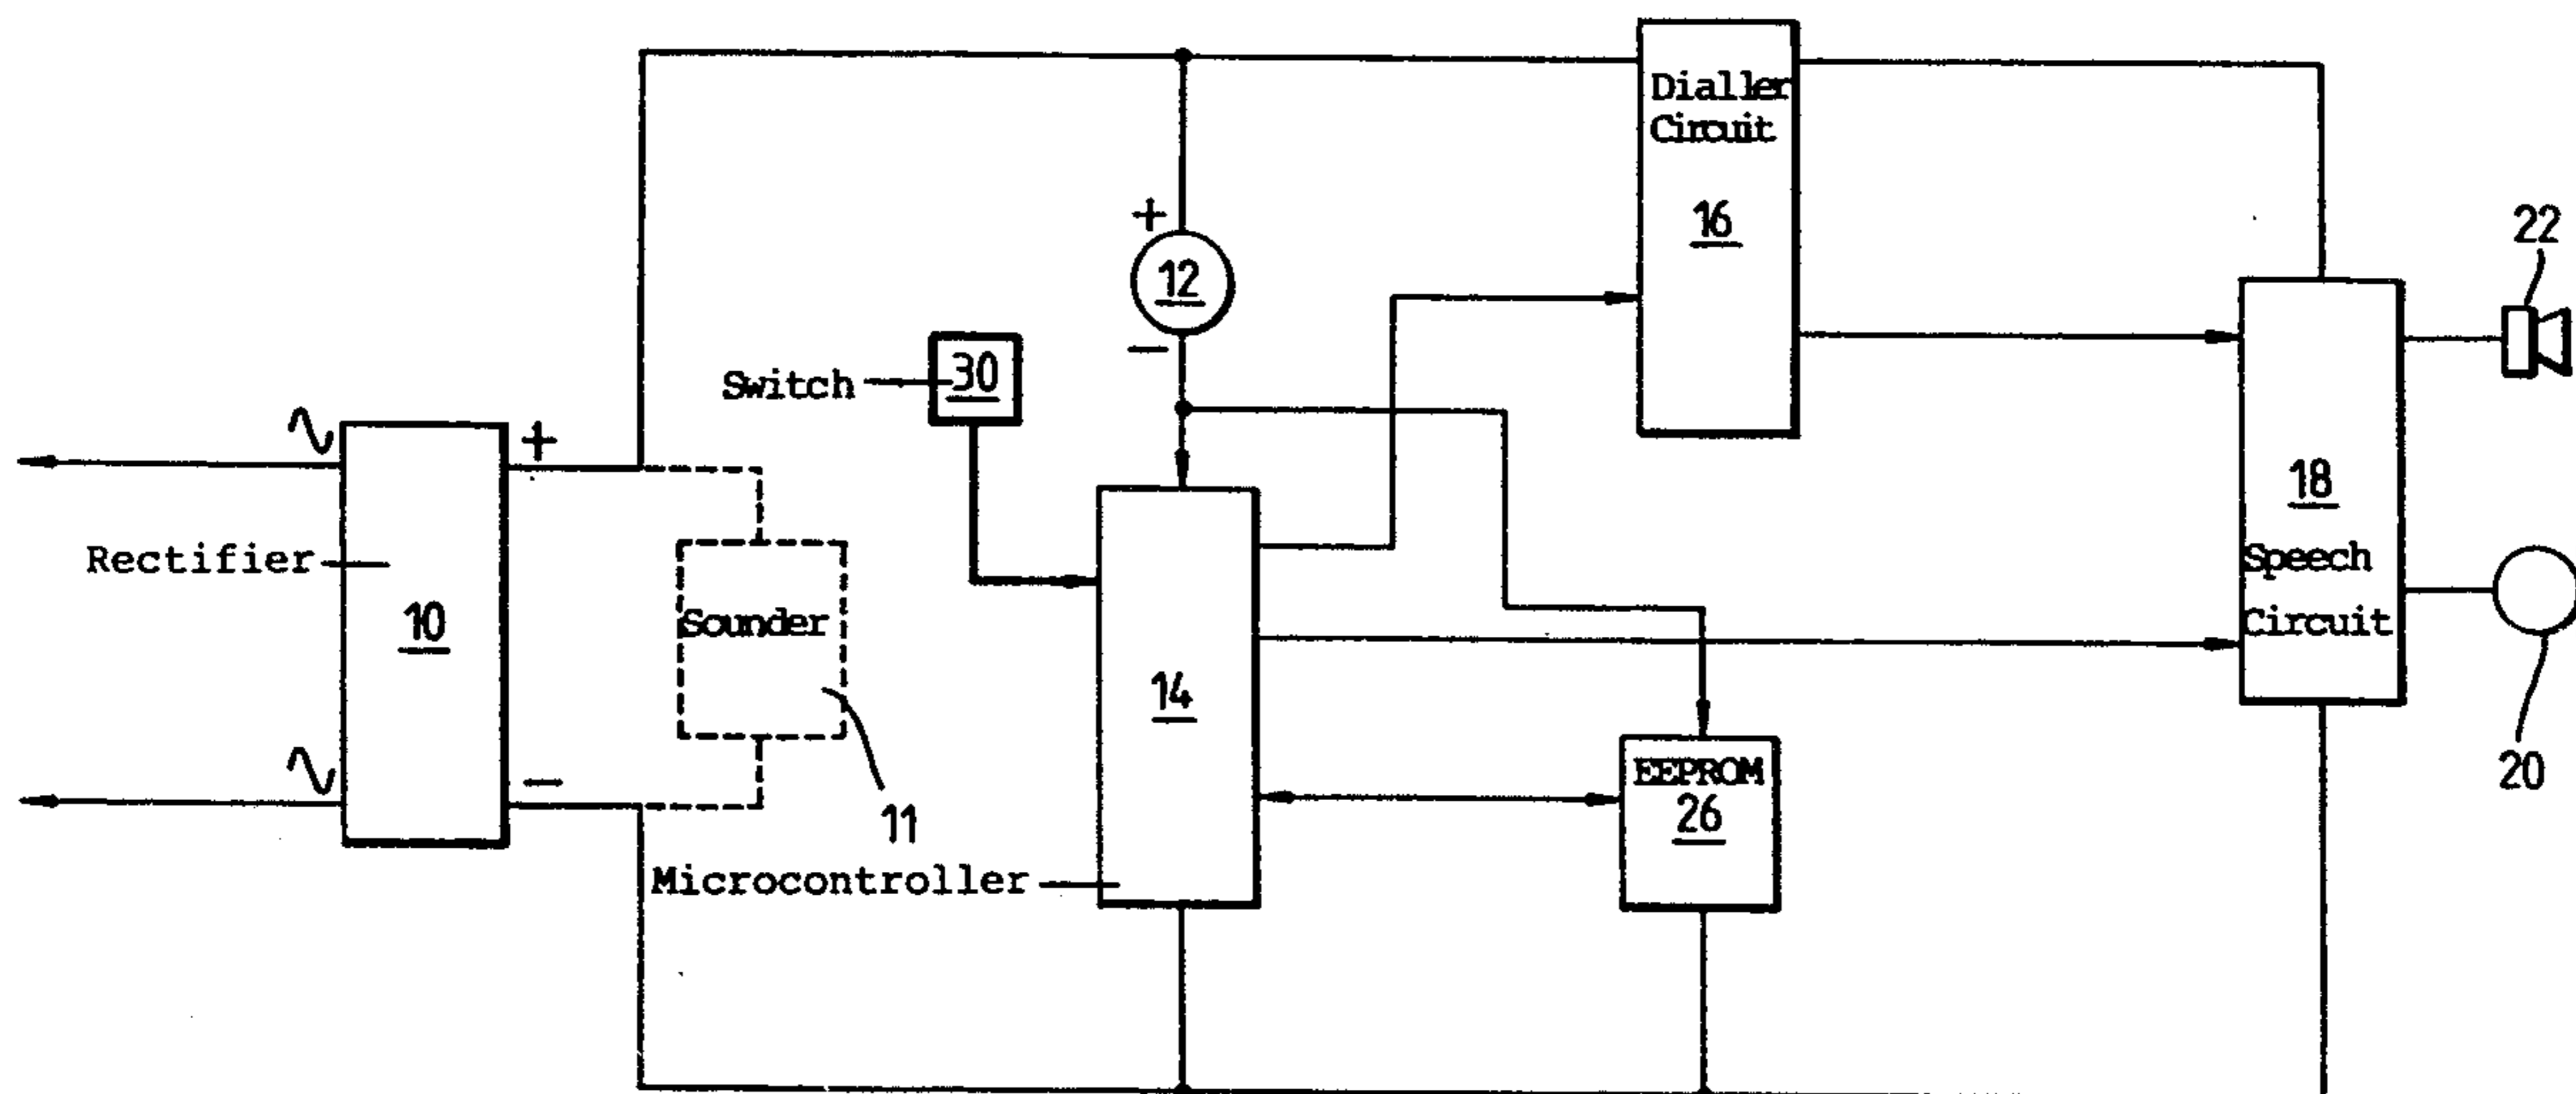 Dialler
Circuit
16
22
+
12
−
Switch
30
18
Speech
Circuit
20
∿
+
Rectifier
10
Sounder
11
∿
−
14
Microcontroller
EEPROM
26